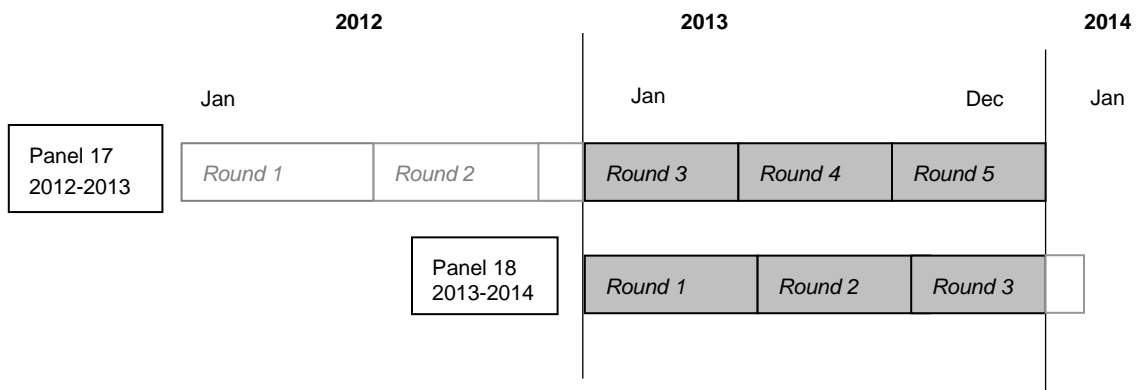 2012 2013 2014
Jan Jan Dec Jan
Panel 17
2012-2013
Round 1 Round 2 Round 3 Round 4 Round 5
Panel 18
2013-2014
Round 1 Round 2 Round 3